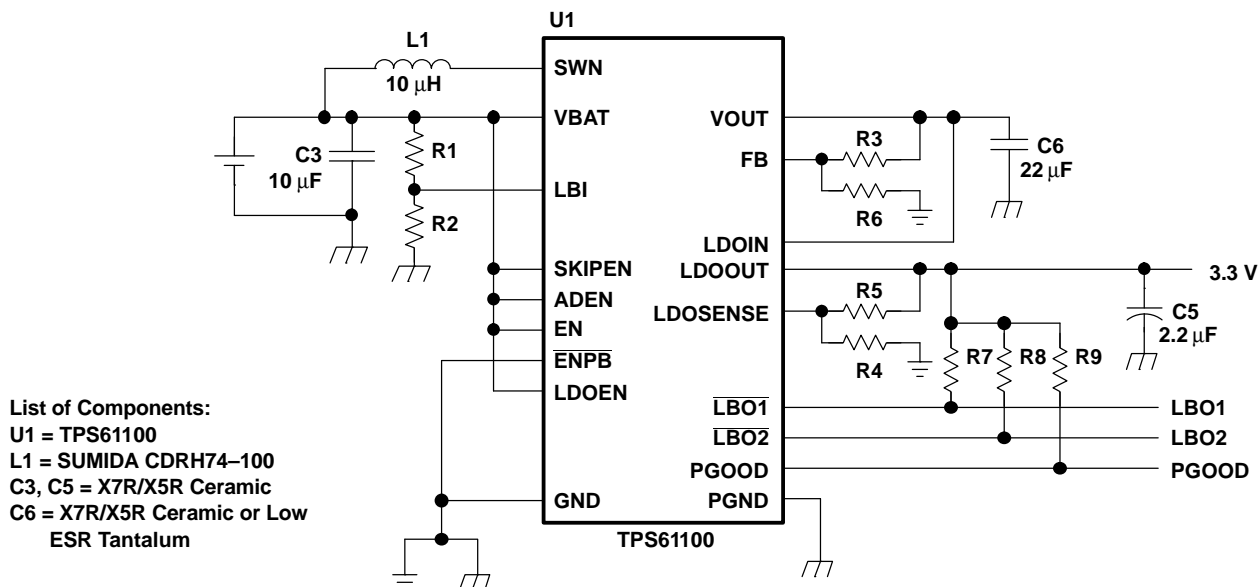 U1
L1
10 μH
SWN
VBAT
VOUT
R3
C6
22 μF
C3
10 μF
R1
FB
LBI
R6
R2
LDOIN
SKIPEN
LDOOUT
3.3 V
ADEN
R5
LDOSENSE
C5
2.2 μF
EN
ENPB
R4
R7
R8
R9
LDOEN
LBO1
LBO1
LBO2
LBO2
PGOOD
PGOOD
GND
PGND
TPS61100
List of Components:
U1 = TPS61100
L1 = SUMIDA CDRH74–100
C3, C5 = X7R/X5R Ceramic
C6 = X7R/X5R Ceramic or Low
ESR Tantalum